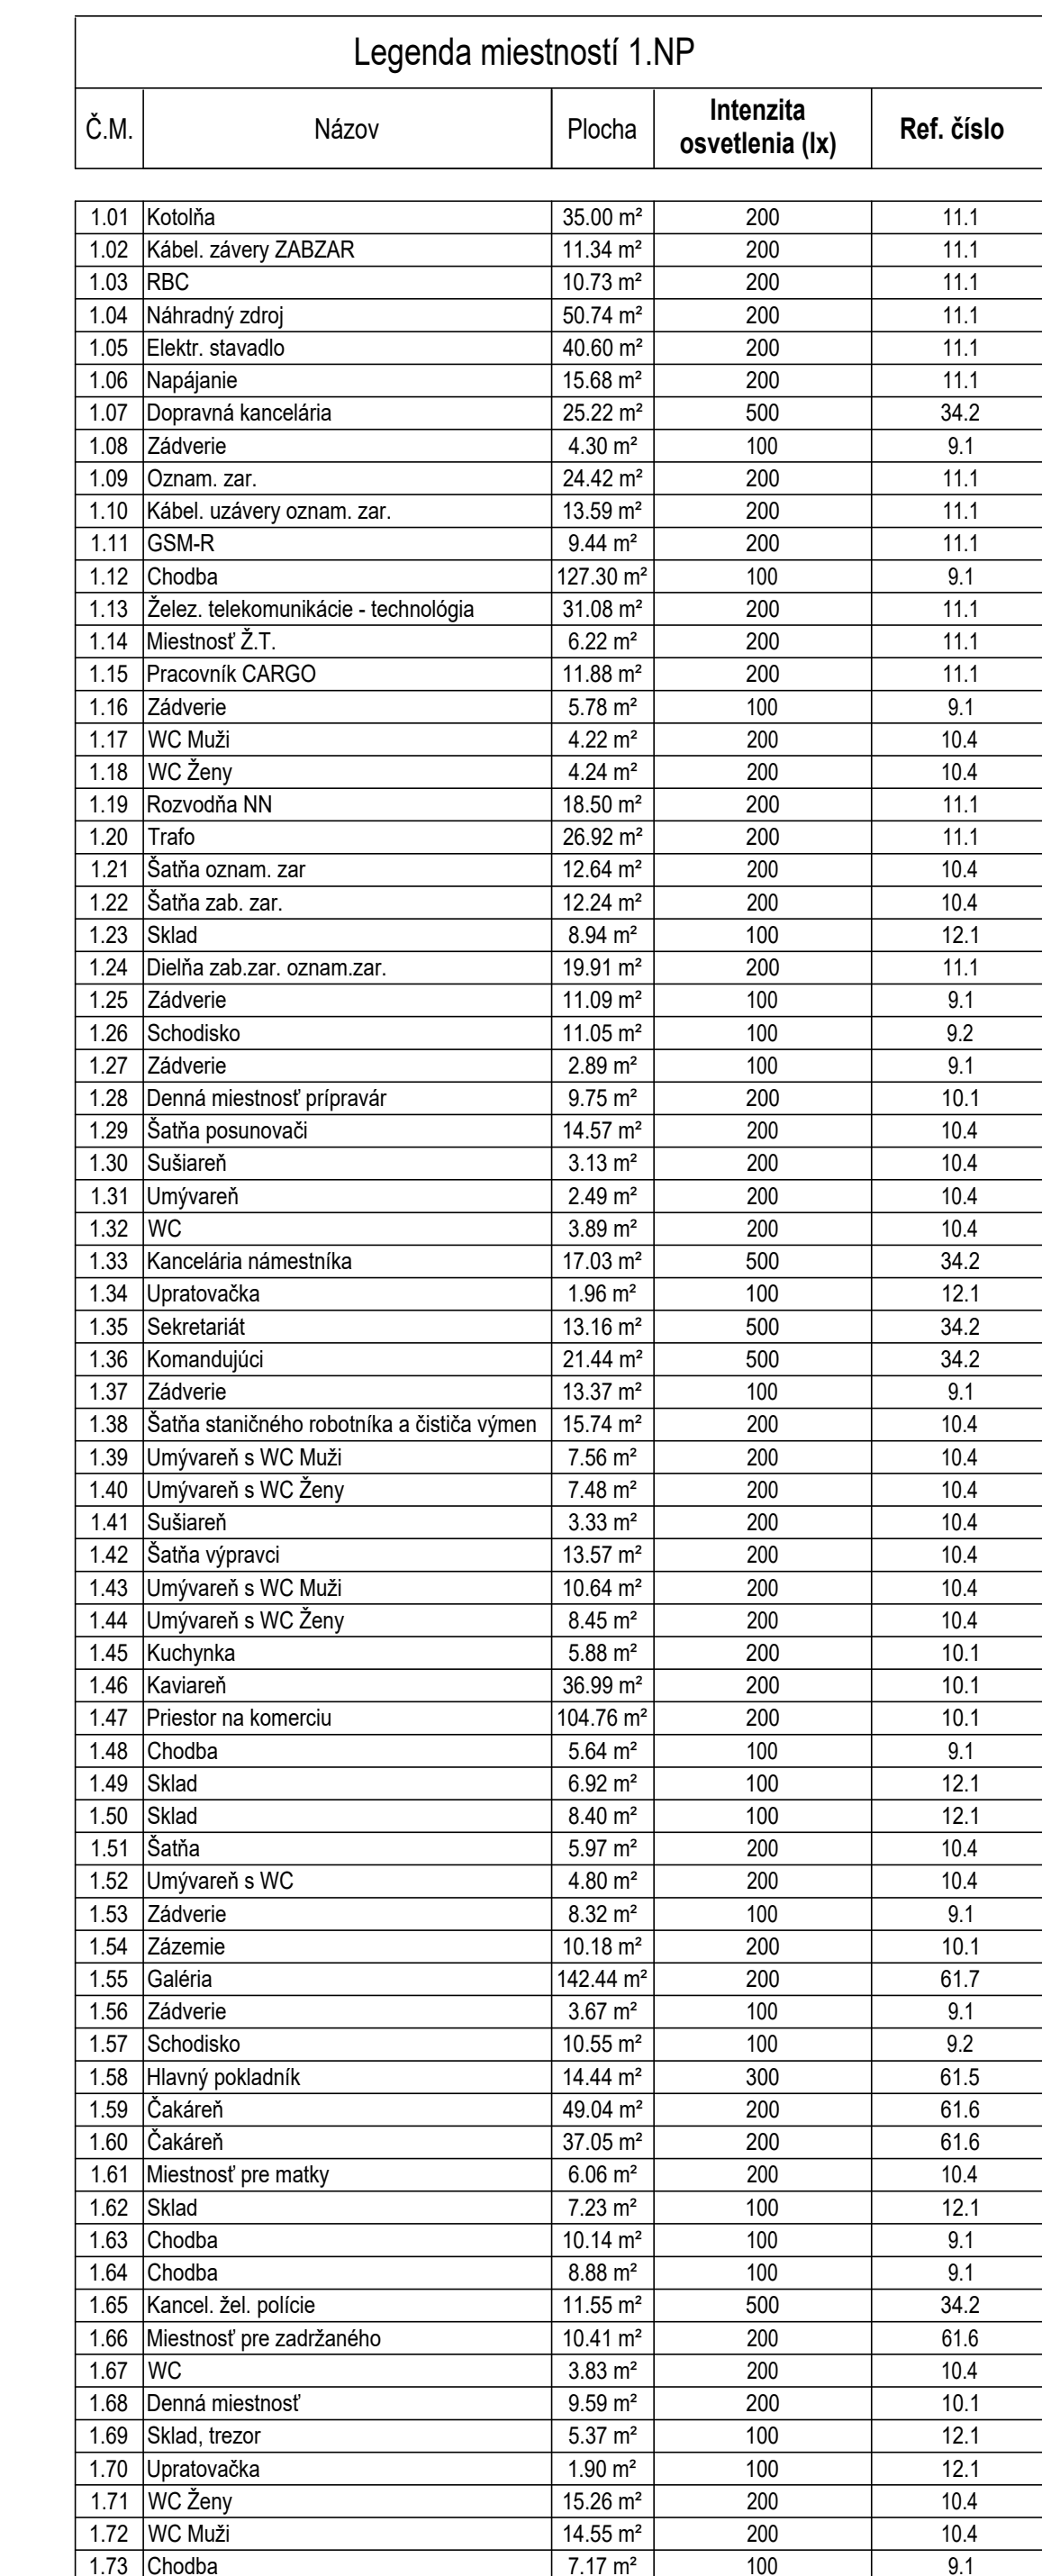 Legenda miestností 1.NP
Č.M. Názov Plocha Intenzita osvetlenia (lx) Ref. číslo
1.01 Kotolňa 35.00 m² 200 11.1
1.02 Kábel. závery ZABZAR 11.34 m² 200 11.1
1.03 RBC 10.73 m² 200 11.1
1.04 Náhradný zdroj 50.74 m² 200 11.1
1.05 Elektr. stavadlo 40.60 m² 200 11.1
1.06 Napájanie 15.68 m² 200 11.1
1.07 Dopravná kancelária 25.22 m² 500 34.2
1.08 Zádverie 4.30 m² 100 9.1
1.09 Oznam. zar. 24.42 m² 200 11.1
1.10 Kábel. uzávery oznam. zar. 13.59 m² 200 11.1
1.11 GSM-R 9.44 m² 200 11.1
1.12 Chodba 127.30 m² 100 9.1
1.13 Želez. telekomunikácie - technológia 31.08 m² 200 11.1
1.14 Miestnosť Ž.T. 6.22 m² 200 11.1
1.15 Pracovník CARGO 11.88 m² 200 11.1
1.16 Zádverie 5.78 m² 100 9.1
1.17 WC Muži 4.22 m² 200 10.4
1.18 WC Ženy 4.24 m² 200 10.4
1.19 Rozvodňa NN 18.50 m² 200 11.1
1.20 Trafo 26.92 m² 200 11.1
1.21 Šatňa oznam. zar 12.64 m² 200 10.4
1.22 Šatňa zab. zar. 12.24 m² 200 10.4
1.23 Sklad 8.94 m² 100 12.1
1.24 Dielňa zab.zar. oznam.zar. 19.91 m² 200 11.1
1.25 Zádverie 11.09 m² 100 9.1
1.26 Schodisko 11.05 m² 100 9.2
1.27 Zádverie 2.89 m² 100 9.1
1.28 Denná miestnosť prípravár 9.75 m² 200 10.1
1.29 Šatňa posunovači 14.57 m² 200 10.4
1.30 Sušiareň 3.13 m² 200 10.4
1.31 Umývareň 2.49 m² 200 10.4
1.32 WC 3.89 m² 200 10.4
1.33 Kancelária námestníka 17.03 m² 500 34.2
1.34 Upratovačka 1.96 m² 100 12.1
1.35 Sekretariát 13.16 m² 500 34.2
1.36 Komandujúci 21.44 m² 500 34.2
1.37 Zádverie 13.37 m² 100 9.1
1.38 Šatňa staničného robotníka a čističa výmen 15.74 m² 200 10.4
1.39 Umývareň s WC Muži 7.56 m² 200 10.4
1.40 Umývareň s WC Ženy 7.48 m² 200 10.4
1.41 Sušiareň 3.33 m² 200 10.4
1.42 Šatňa výpravci 13.57 m² 200 10.4
1.43 Umývareň s WC Muži 10.64 m² 200 10.4
1.44 Umývareň s WC Ženy 8.45 m² 200 10.4
1.45 Kuchynka 5.88 m² 200 10.1
1.46 Kaviareň 36.99 m² 200 10.1
1.47 Priestor na komerciu 104.76 m² 200 10.1
1.48 Chodba 5.64 m² 100 9.1
1.49 Sklad 6.92 m² 100 12.1
1.50 Sklad 8.40 m² 100 12.1
1.51 Šatňa 5.97 m² 200 10.4
1.52 Umývareň s WC 4.80 m² 200 10.4
1.53 Zádverie 8.32 m² 100 9.1
1.54 Zázemie 10.18 m² 200 10.1
1.55 Galéria 142.44 m² 200 61.7
1.56 Zádverie 3.67 m² 100 9.1
1.57 Schodisko 10.55 m² 100 9.2
1.58 Hlavný pokladník 14.44 m² 300 61.5
1.59 Čakáreň 49.04 m² 200 61.6
1.60 Čakáreň 37.05 m² 200 61.6
1.61 Miestnosť pre matky 6.06 m² 200 10.4
1.62 Sklad 7.23 m² 100 12.1
1.63 Chodba 10.14 m² 100 9.1
1.64 Chodba 8.88 m² 100 9.1
1.65 Kancel. žel. polície 11.55 m² 500 34.2
1.66 Miestnosť pre zadržaného 10.41 m² 200 61.6
1.67 WC 3.83 m² 200 10.4
1.68 Denná miestnosť 9.59 m² 200 10.1
1.69 Sklad, trezor 5.37 m² 100 12.1
1.70 Upratovačka 1.90 m² 100 12.1
1.71 WC Ženy 15.26 m² 200 10.4
1.72 WC Muži 14.55 m² 200 10.4
1.73 Chodba 7.17 m² 100 9.1